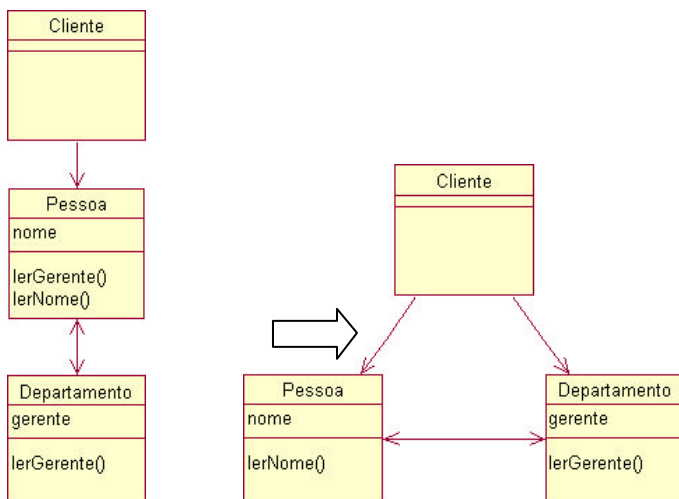 Cliente
Pessoa
nome
lerGerente()
lerNome()
Departamento
gerente
lerGerente()
Cliente
Pessoa
nome
lerNome()
Departamento
gerente
lerGerente()